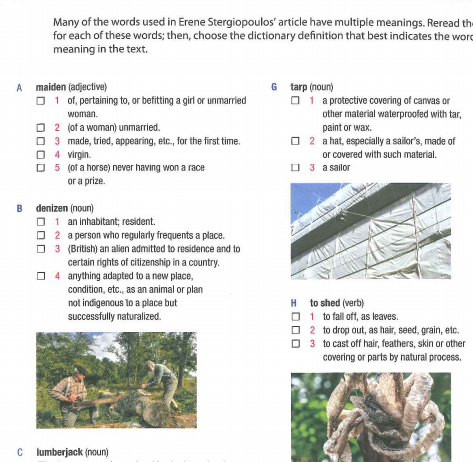 Many of the words used in Erene Stergiopoulos' article have multiple meanings. Reread the
for each of these words; then, choose the dictionary definition that best indicates the word
meaning in the text.
A maiden (adjective)
1 of, pertaining to, or befitting a girl or unmarried
woman.
2 (of a woman) unmarried.
3 made, tried, appearing, etc., for the first time.
4 virgin.
5 (of a horse) never having won a race
or a prize.
B denizen (noun)
1 an inhabitant; resident.
2 a person who regularly frequents a place.
3 (British) an alien admitted to residence and to
certain rights of citizenship in a country.
4 anything adapted to a new place,
condition, etc., as an animal or plan
not indigenous to a place but
successfully naturalized.
C lumberjack (noun)
G tarp (noun)
1 a protective covering of canvas or
other material waterproofed with tar,
paint or wax.
2 a hat, especially a sailor's, made of
or covered with such material.
3 a sailor
H to shed (verb)
1 to fall off, as leaves.
2 to drop out, as hair, seed, grain, etc.
3 to cast off hair, feathers, skin or other
covering or parts by natural process.